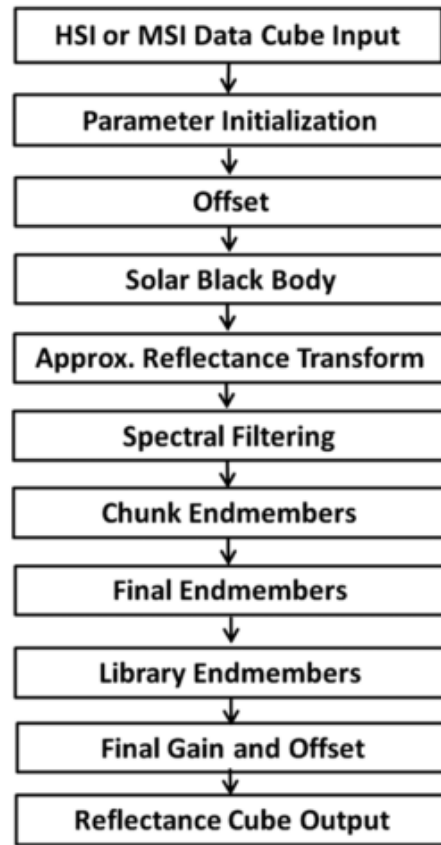 HSI or MSI Data Cube Input
Parameter Initialization
Offset
Solar Black Body
Approx. Reflectance Transform
Spectral Filtering
Chunk Endmembers
Final Endmembers
Library Endmembers
Final Gain and Offset
Reflectance Cube Output